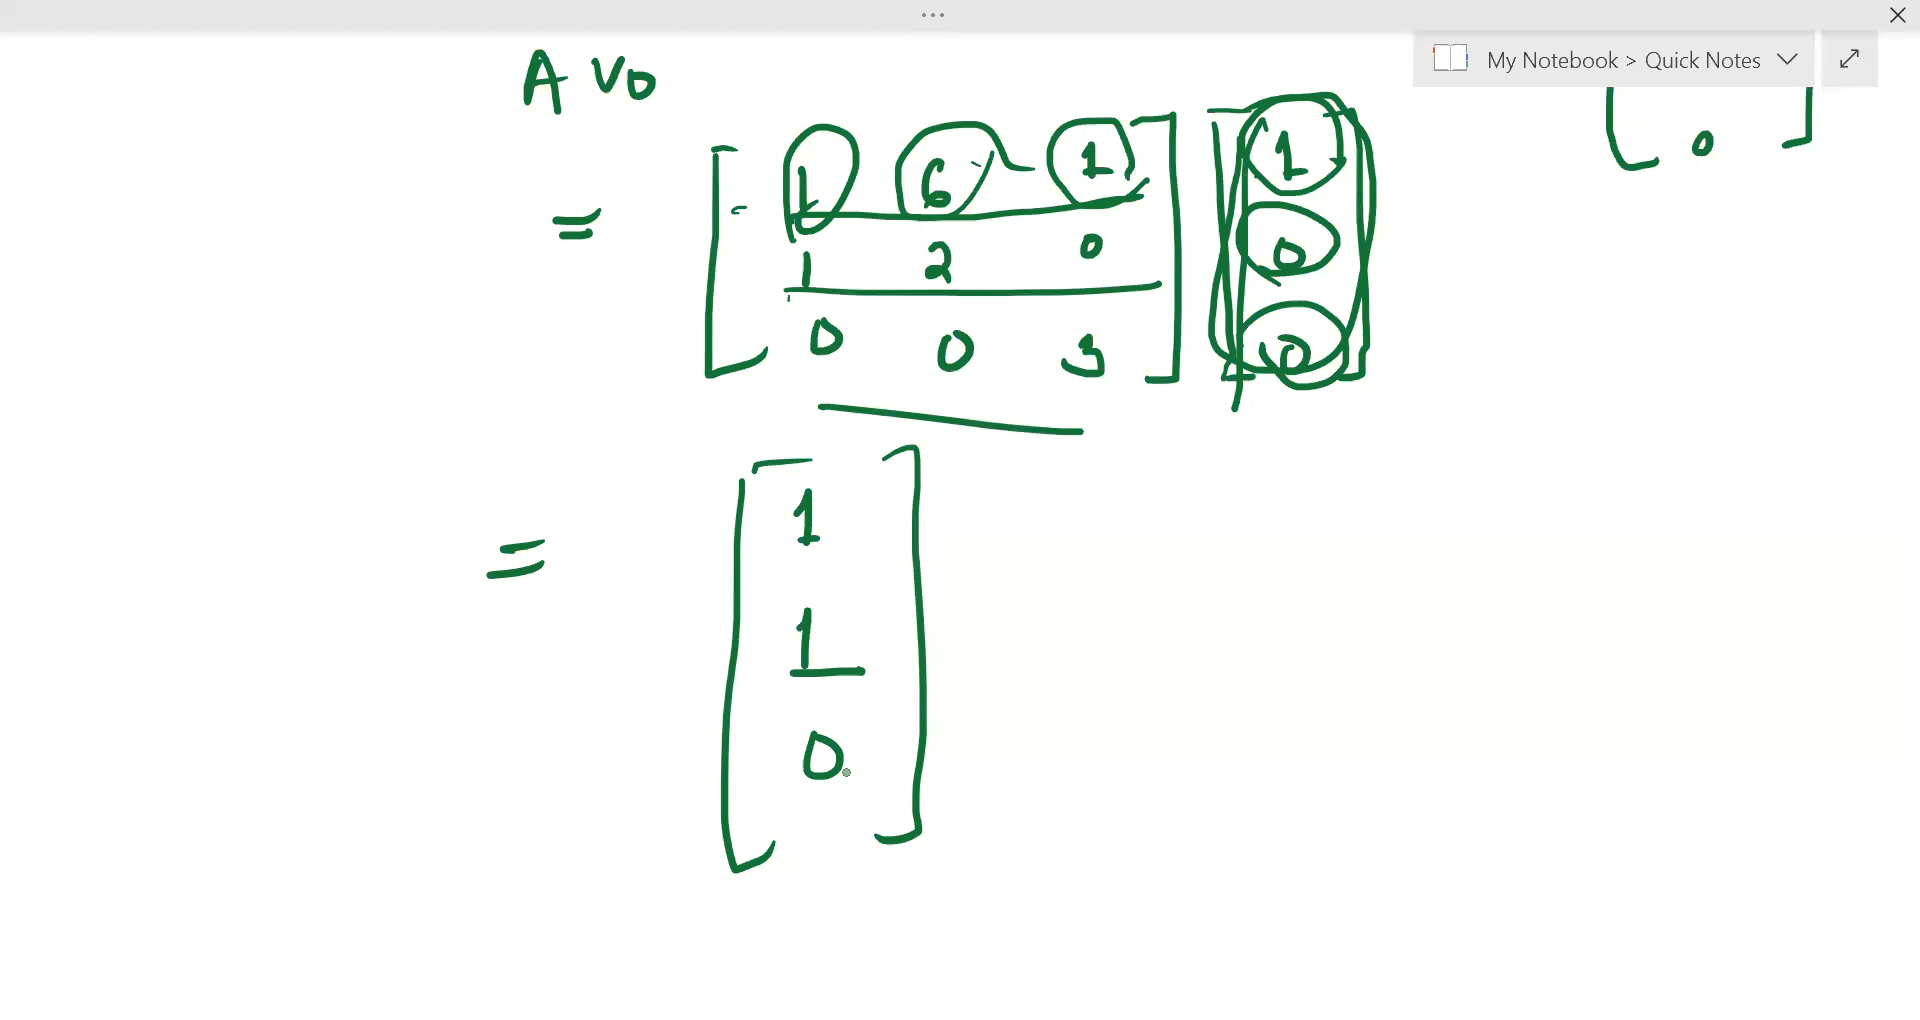 My Notebook > Quick Notes
A v0
= [ 1 6 1 ] [ 1 ]
1 2 0 0
0 0 3 0
0
= [ 1
1
0 ]